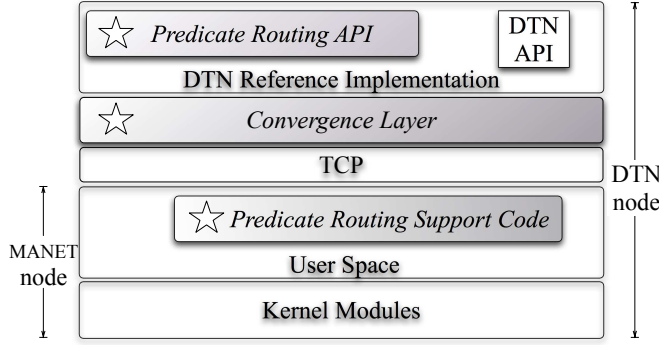 Predicate Routing API
DTN
API
DTN Reference Implementation
Convergence Layer
TCP
DTN
node
Predicate Routing Support Code
MANET
node
User Space
Kernel Modules